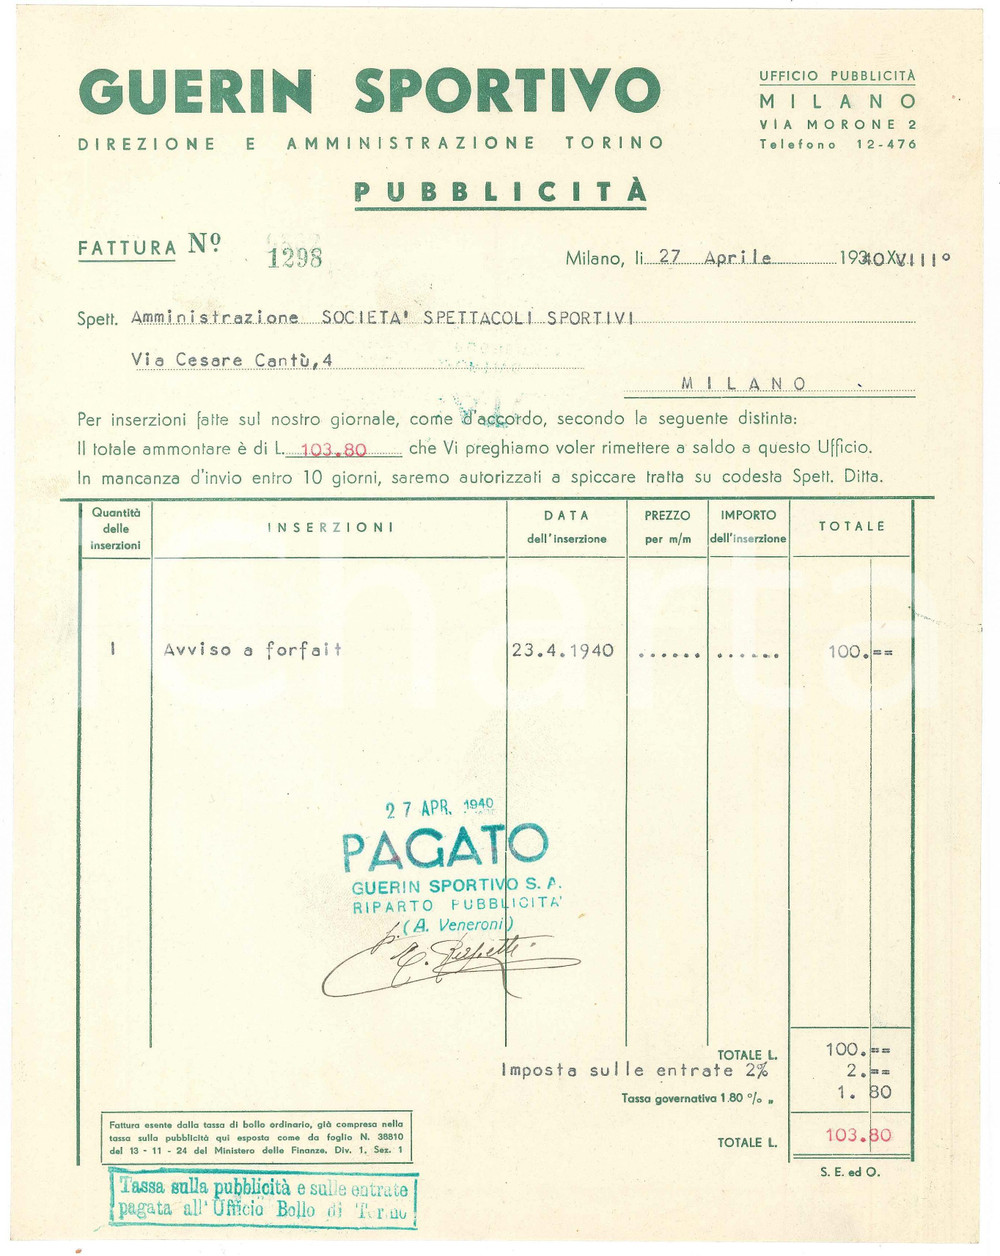 GUERIN SPORTIVO
DIREZIONE E AMMINISTRAZIONE TORINO
UFFICIO PUBBLICITÀ
MILANO
VIA MORONE 2
Telefono 12-476
PUBBLICITÀ
FATTURA Nº 1298
Milano, li 27 Aprile 1940 XVIIIº
Spett. Amministrazione SOCIETA' SPETTACOLI SPORTIVI
Via Cesare Cantù,4
MILANO
Per inserzioni fatte sul nostro giornale, come d'accordo, secondo la seguente distinta:
Il totale ammontare è di L. 103.80 che Vi preghiamo voler rimettere a saldo a questo Ufficio.
In mancanza d'invio entro 10 giorni, saremo autorizzati a spiccare tratta su codesta Spett. Ditta.
Quantità delle inserzioni
INSERZIONI
DATA dell'inserzione
PREZZO per m/m
IMPORTO dell'inserzione
TOTALE
1 Avviso a forfait 23.4.1940 ...... ...... 100.==
27 APR. 1940
PAGATO
GUERIN SPORTIVO S. A.
RIPARTO PUBBLICITA'
(A. Veneroni)
TOTALE L. 100.==
Imposta sulle entrate 2% 2.==
Tassa governativa 1.80 % „ 1. 80
TOTALE L. 103.80
S. E. ed O.
Fattura esente dalla tassa di bollo ordinario, già compresa nella
tassa sulla pubblicità qui esposta come da foglio N. 36810
del 13 - 11 - 24 del Ministero delle Finanze. Div. 1, Sez. 1
Tassa sulla pubblicità e sulle entrate
pagata all'Ufficio Bollo di Torino
reharta